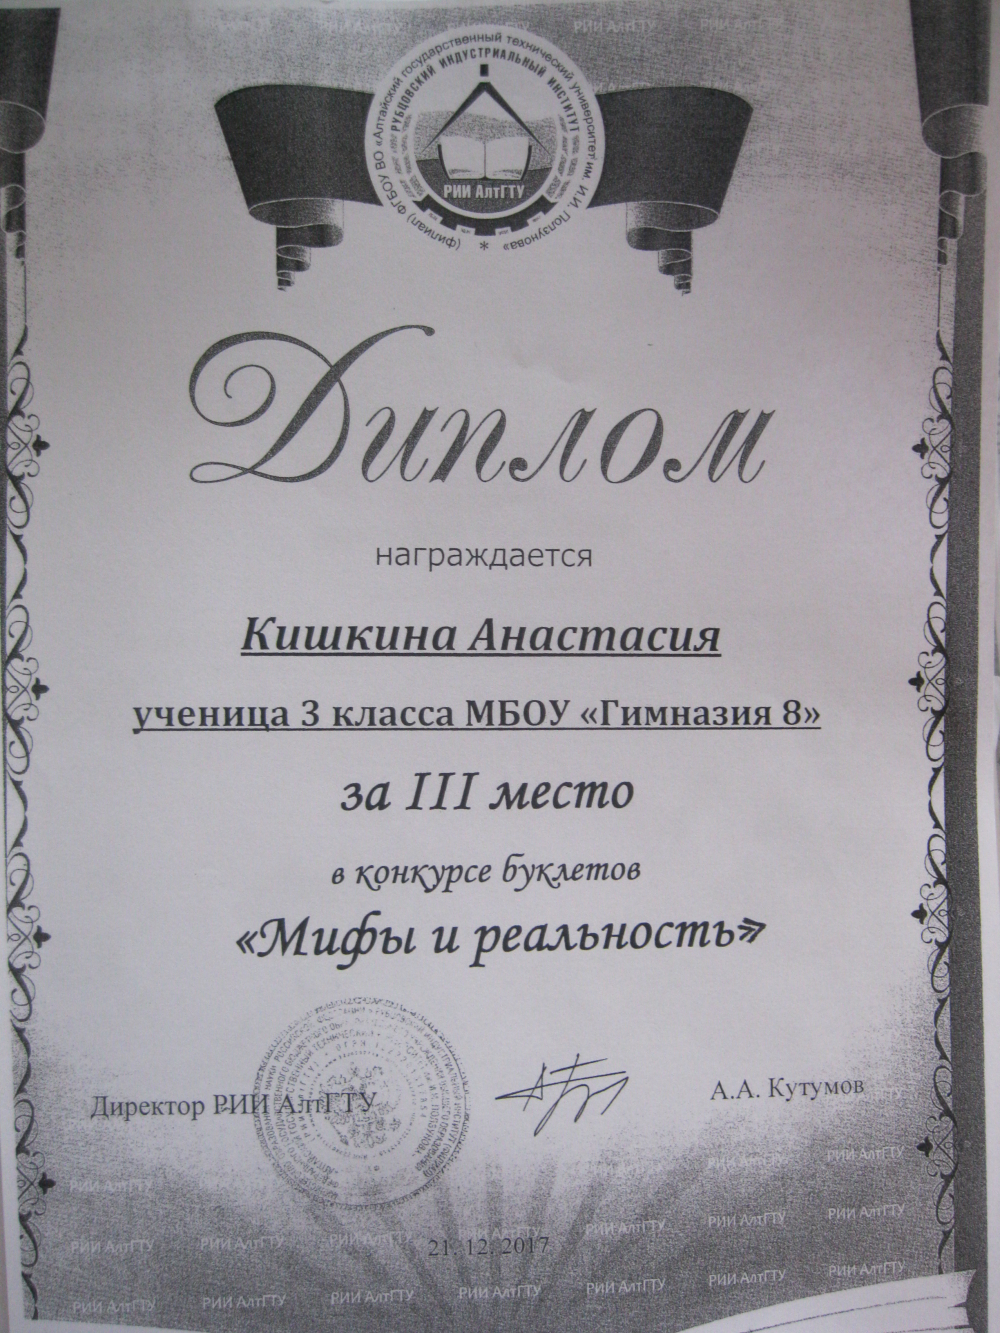 (филиал) ФГБОУ ВО «Алтайский государственный технический университет им. И.И. Ползунова»
РУБЦОВСКИЙ ИНДУСТРИАЛЬНЫЙ ИНСТИТУТ
РИИ АлтГТУ
Диплом
награждается
Кишкина Анастасия
ученица 3 класса МБОУ «Гимназия 8»
за III место
в конкурсе буклетов
«Мифы и реальность»
Директор РИИ АлтГТУ
А.А. Кутумов
21. 12. 2017